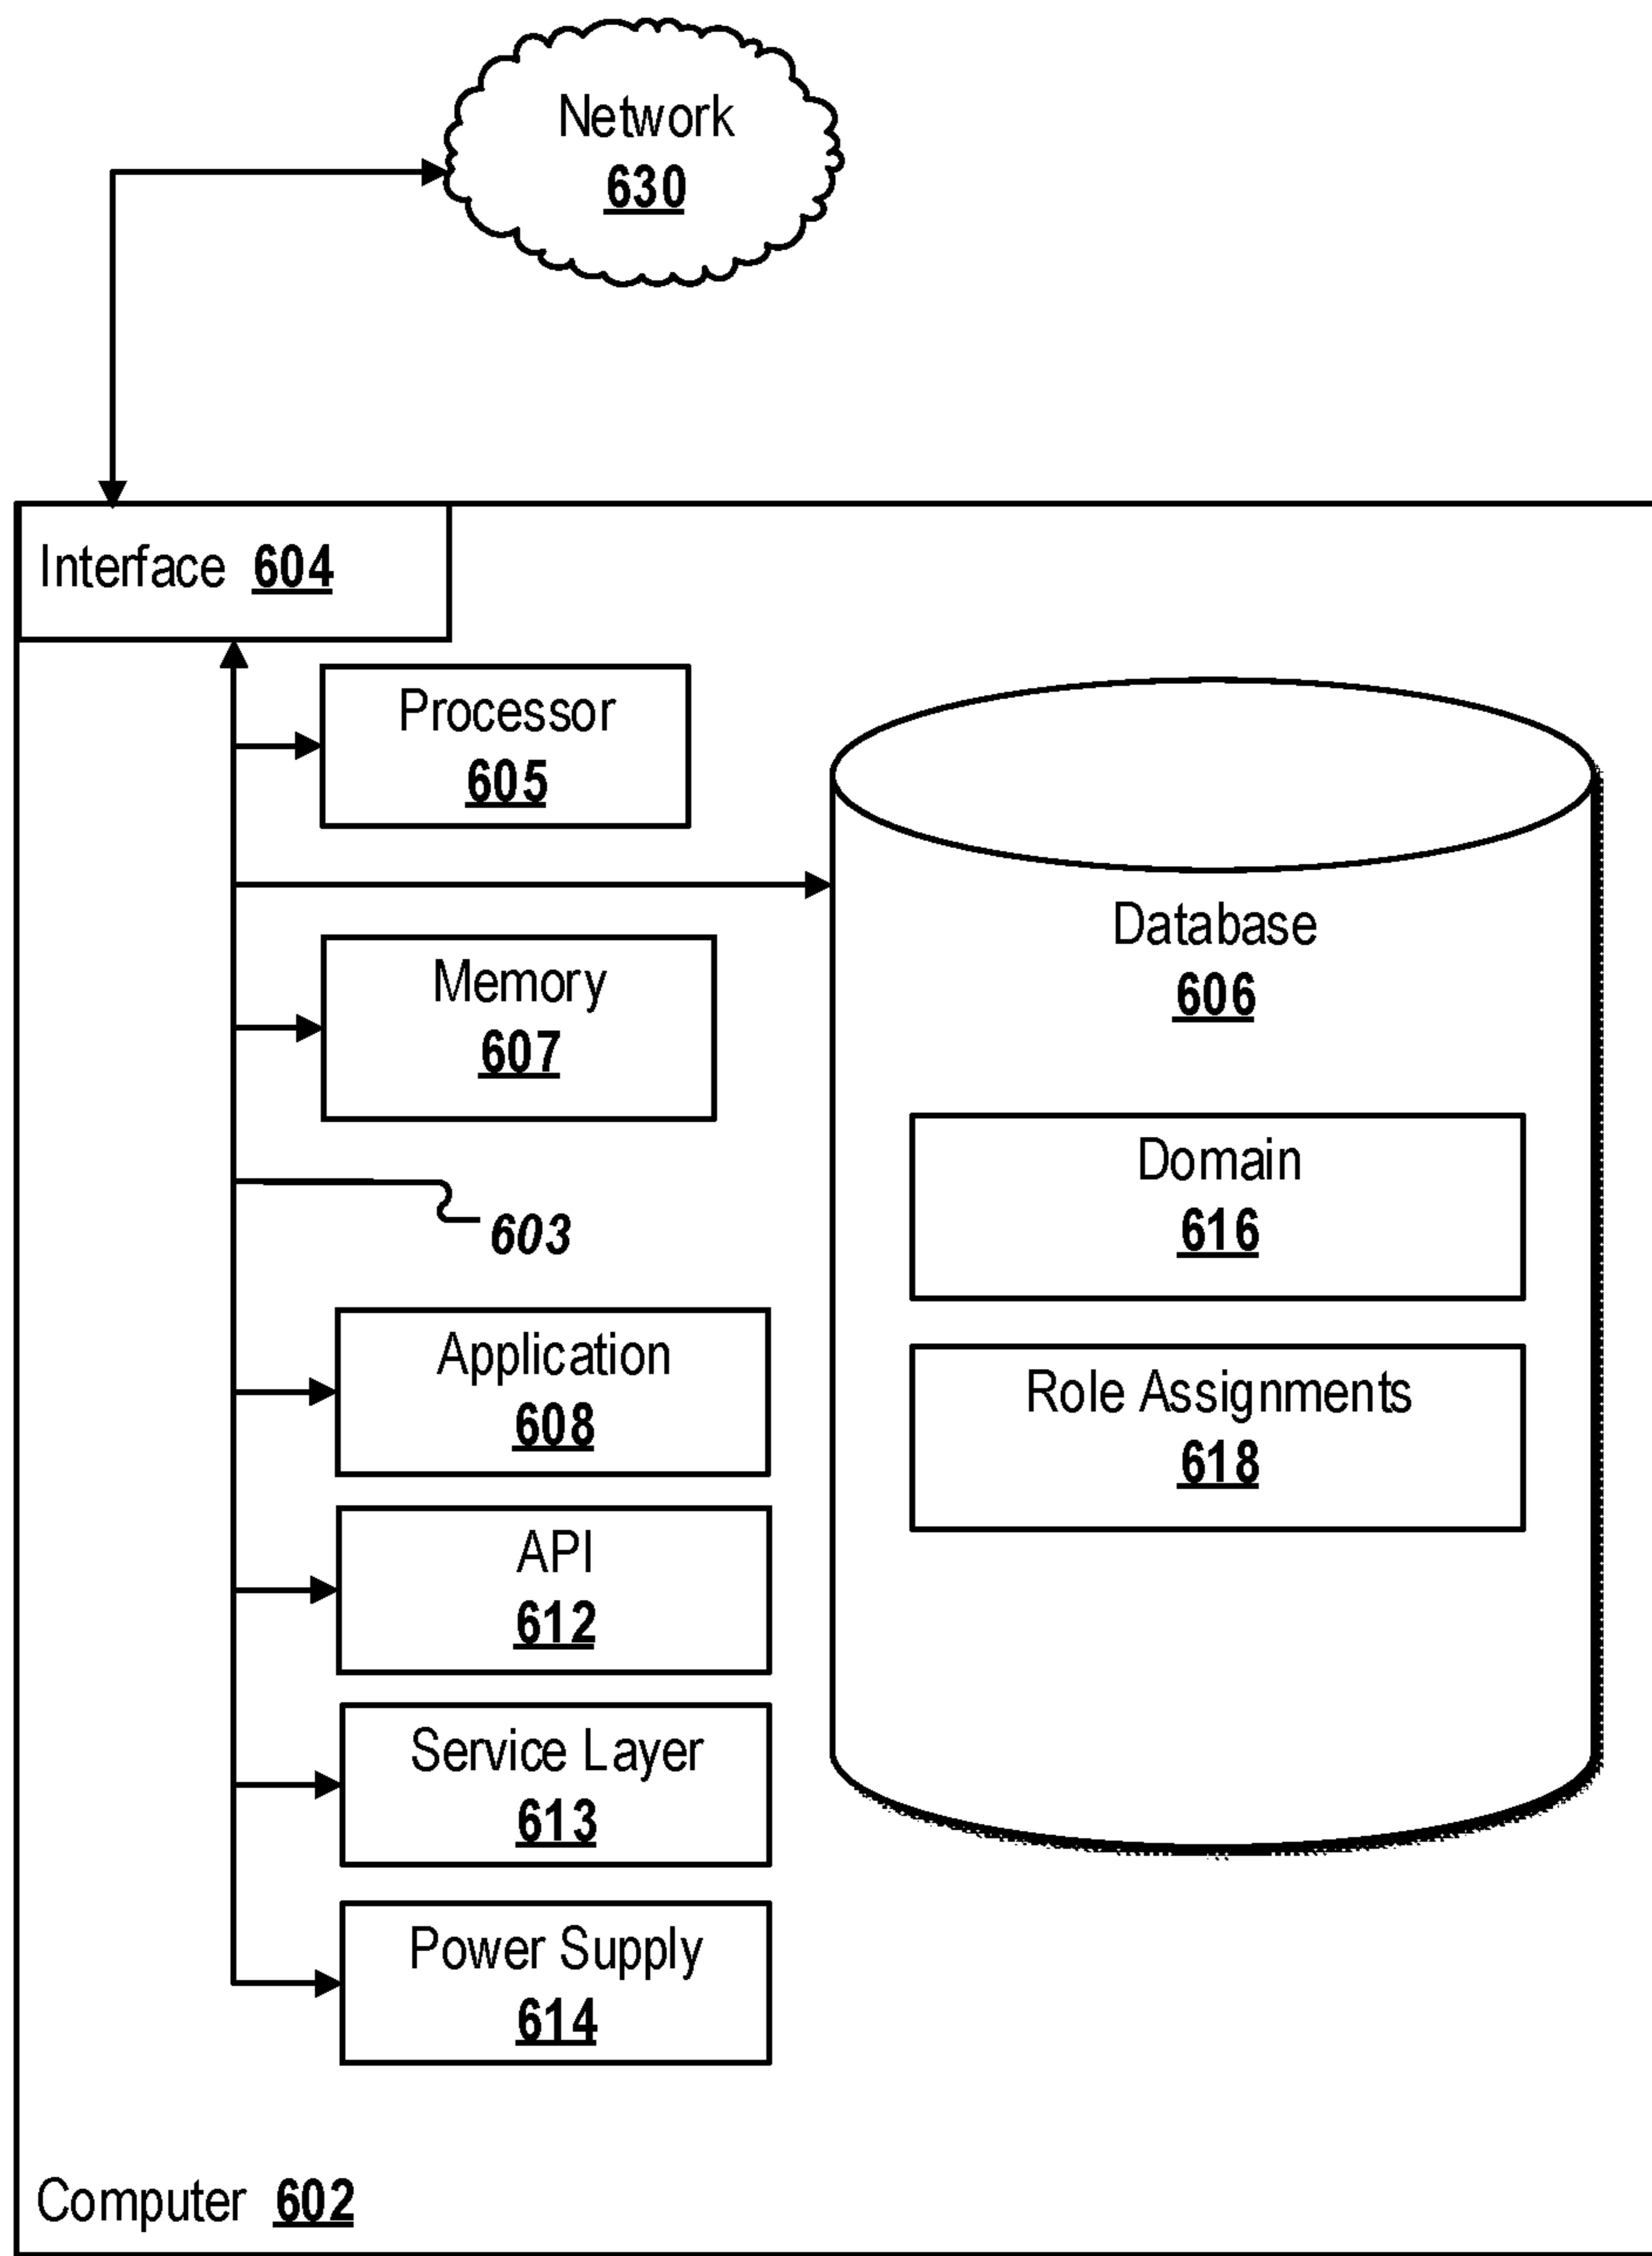 Network
630
Interface 604
Processor
605
Database
606
Memory
607
Domain
616
603
Application
608
Role Assignments
618
API
612
Service Layer
613
Power Supply
614
Computer 602